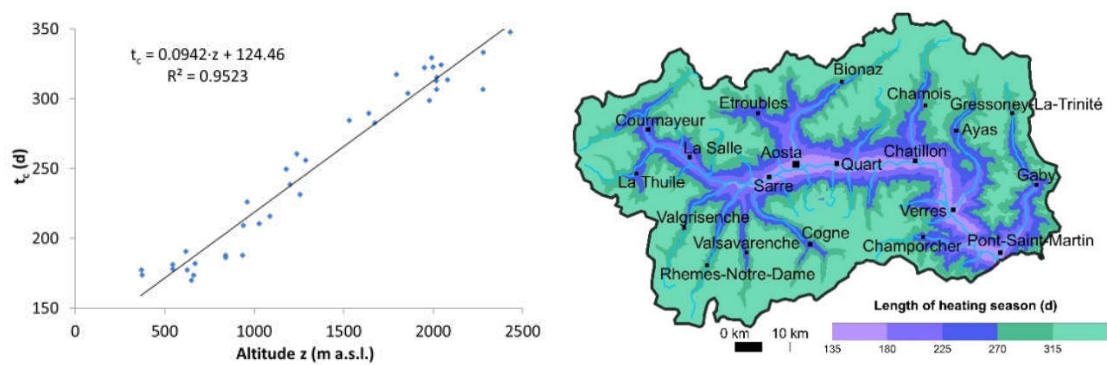 350
300
250
200
150
t_c (d)
t_c = 0.0942·z + 124.46
R² = 0.9523
0
500
1000
1500
2000
2500
Altitude z (m a.s.l.)
Bionaz
Chamois
Etroubles
Gressoney-La-Trinité
Courmayeur
Ayas
La Salle
Aosta
Chatillon
Quart
Gaby
La Thuile
Sarre
Verres
Valgrisenche
Cogne
Pont-Saint-Martin
Valsavarenche
Champorcher
Rhemes-Notre-Dame
Length of heating season (d)
0 km
10 km
135
180
225
270
315